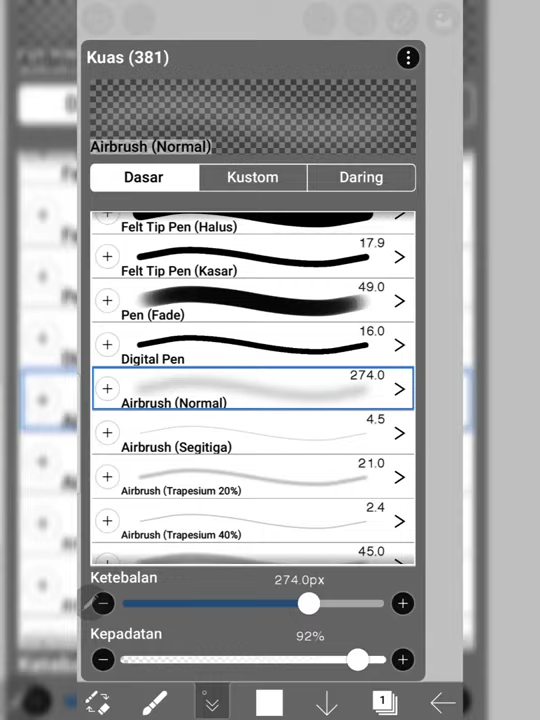 Kuas (381)
Airbrush (Normal)
Dasar
Kustom
Daring
Felt Tip Pen (Halus)
17.9
Felt Tip Pen (Kasar)
49.0
Pen (Fade)
16.0
Digital Pen
274.0
Airbrush (Normal)
4.5
Airbrush (Segitiga)
21.0
Airbrush (Trapesium 20%)
2.4
Airbrush (Trapesium 40%)
45.0
Ketebalan
274.0px
Kepadatan
92%
1